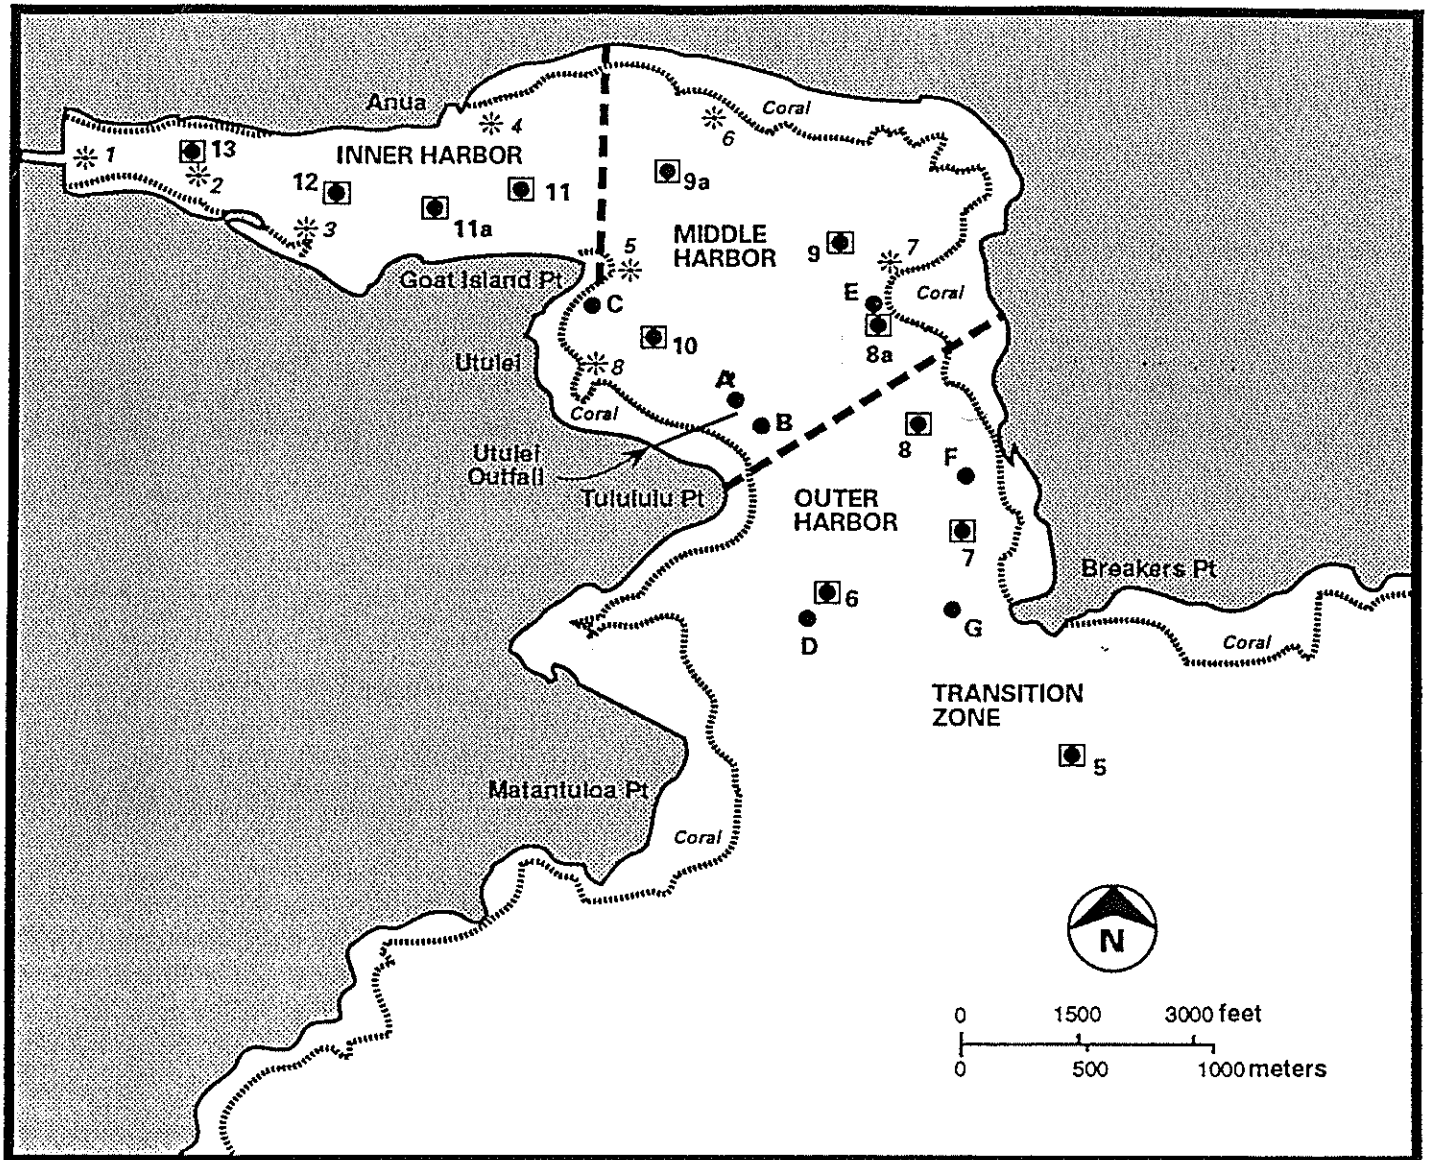 Coral
Anua
4
6
1
13
INNER HARBOR
2
12
11
9a
3
11a
MIDDLE
HARBOR
5
9
7
Goat Island Pt
C
E
Coral
10
8a
Utulei
8
A
Coral
B
Utulei
Outfall
8
F
Tulululu Pt
OUTER
HARBOR
7
Breakers Pt
6
G
D
Coral
TRANSITION
ZONE
5
Matantuloa Pt
Coral
N
0 1500 3000 feet
0 500 1000 meters